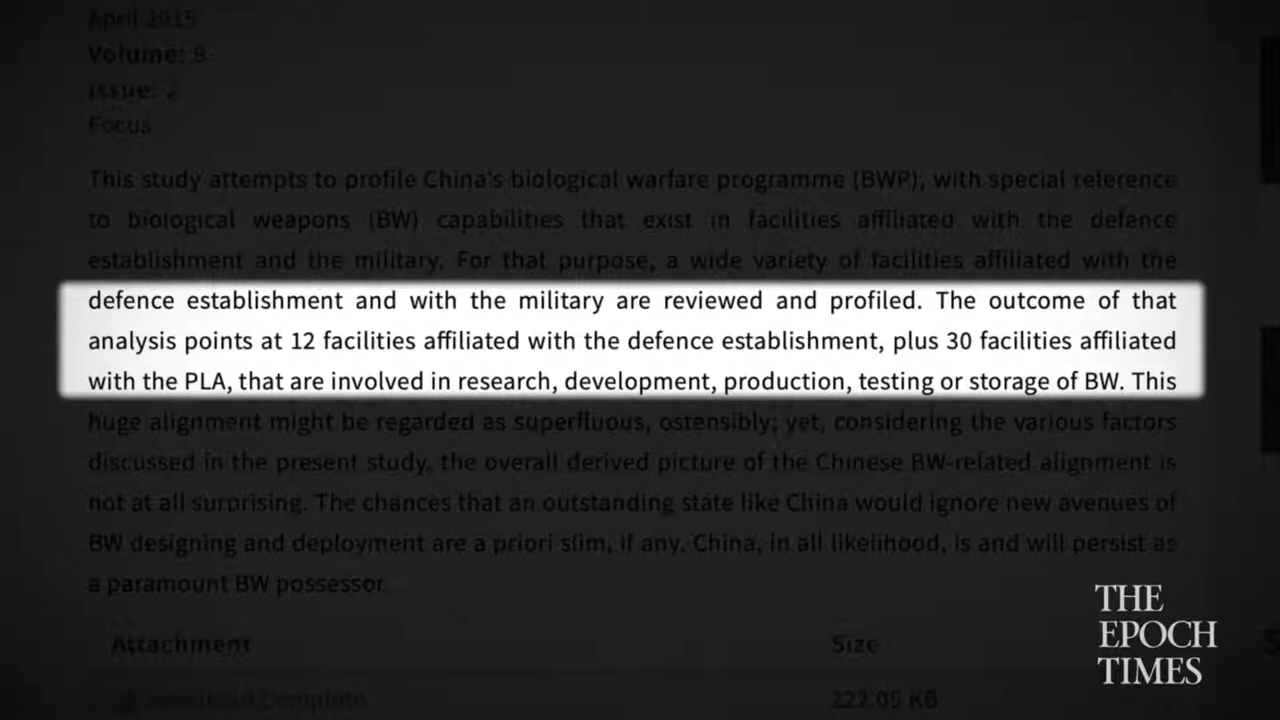 April 2015
Volume: 9
Issue: 2
Focus
This study attempts to profile China's biological warfare programme (BWP), with special reference
to biological weapons (BW) capabilities that exist in facilities affiliated with the defence
establishment and the military. For that purpose, a wide variety of facilities affiliated with the
defence establishment and with the military are reviewed and profiled. The outcome of that
analysis points at 12 facilities affiliated with the defence establishment, plus 30 facilities affiliated
with the PLA, that are involved in research, development, production, testing or storage of BW. This
huge alignment might be regarded as superfluous, ostensibly; yet, considering the various factors
discussed in the present study, the overall derived picture of the Chinese BW-related alignment is
not at all surprising. The chances that an outstanding state like China would ignore new avenues of
BW designing and deployment are a priori slim, if any. China, in all likelihood, is and will persist as
a paramount BW possessor.
Attachment Size
Download Complete 222.05 KB
THE
EPOCH
TIMES